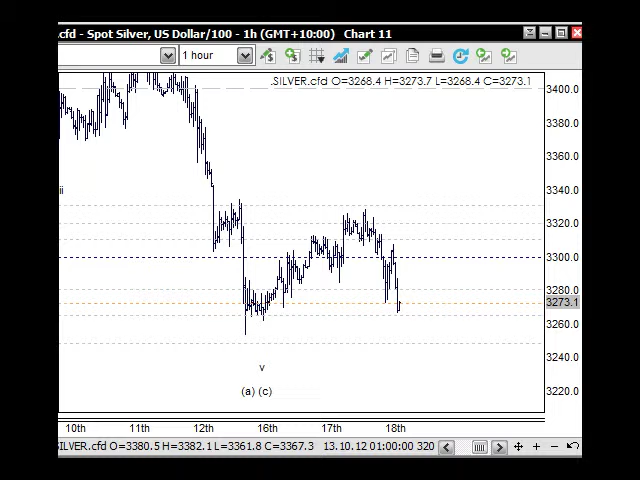 .cfd - Spot Silver, US Dollar/100 - 1h (GMT+10:00) Chart 11
1 hour
.SILVER.cfd O=3268.4 H=3273.7 L=3268.4 C=3273.1
3400.0
3380.0
3360.0
3340.0
iii
3320.0
3300.0
3280.0
3273.1
3260.0
3240.0
v
(a) (c)
3220.0
10th 11th 12th 16th 17th 18th
SILVER.cfd O=3380.5 H=3382.1 L=3361.8 C=3367.3 13.10.12 01:00:00 320